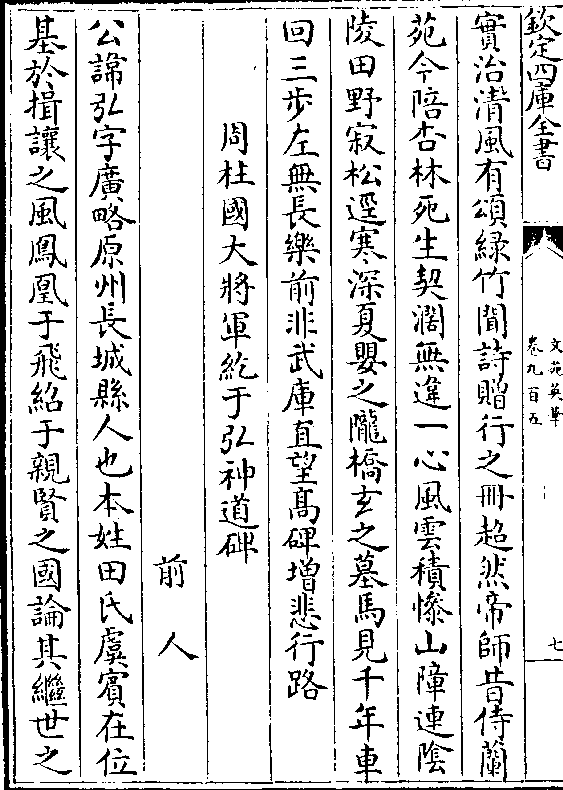 欽定四庫全書
文苑英華
卷九百五
七
實治清風有頌緑竹聞詩贈行之冊超然帝師昔侍蘭
苑今陪杏林死生契濶無違一心風雲積慘山障連陰
陵田野寂松逕寒深夏嬰之隴橋𤣥之墓馬見千年車
回三步左無長樂前非武庫直望髙碑增悲行路
周柱國大將軍紇于弘神道碑
前人
公諱弘字廣略原州長城縣人也本姓田氏虞賓在位
基於揖讓之風鳳凰于飛紹于親賢之國論其繼世之